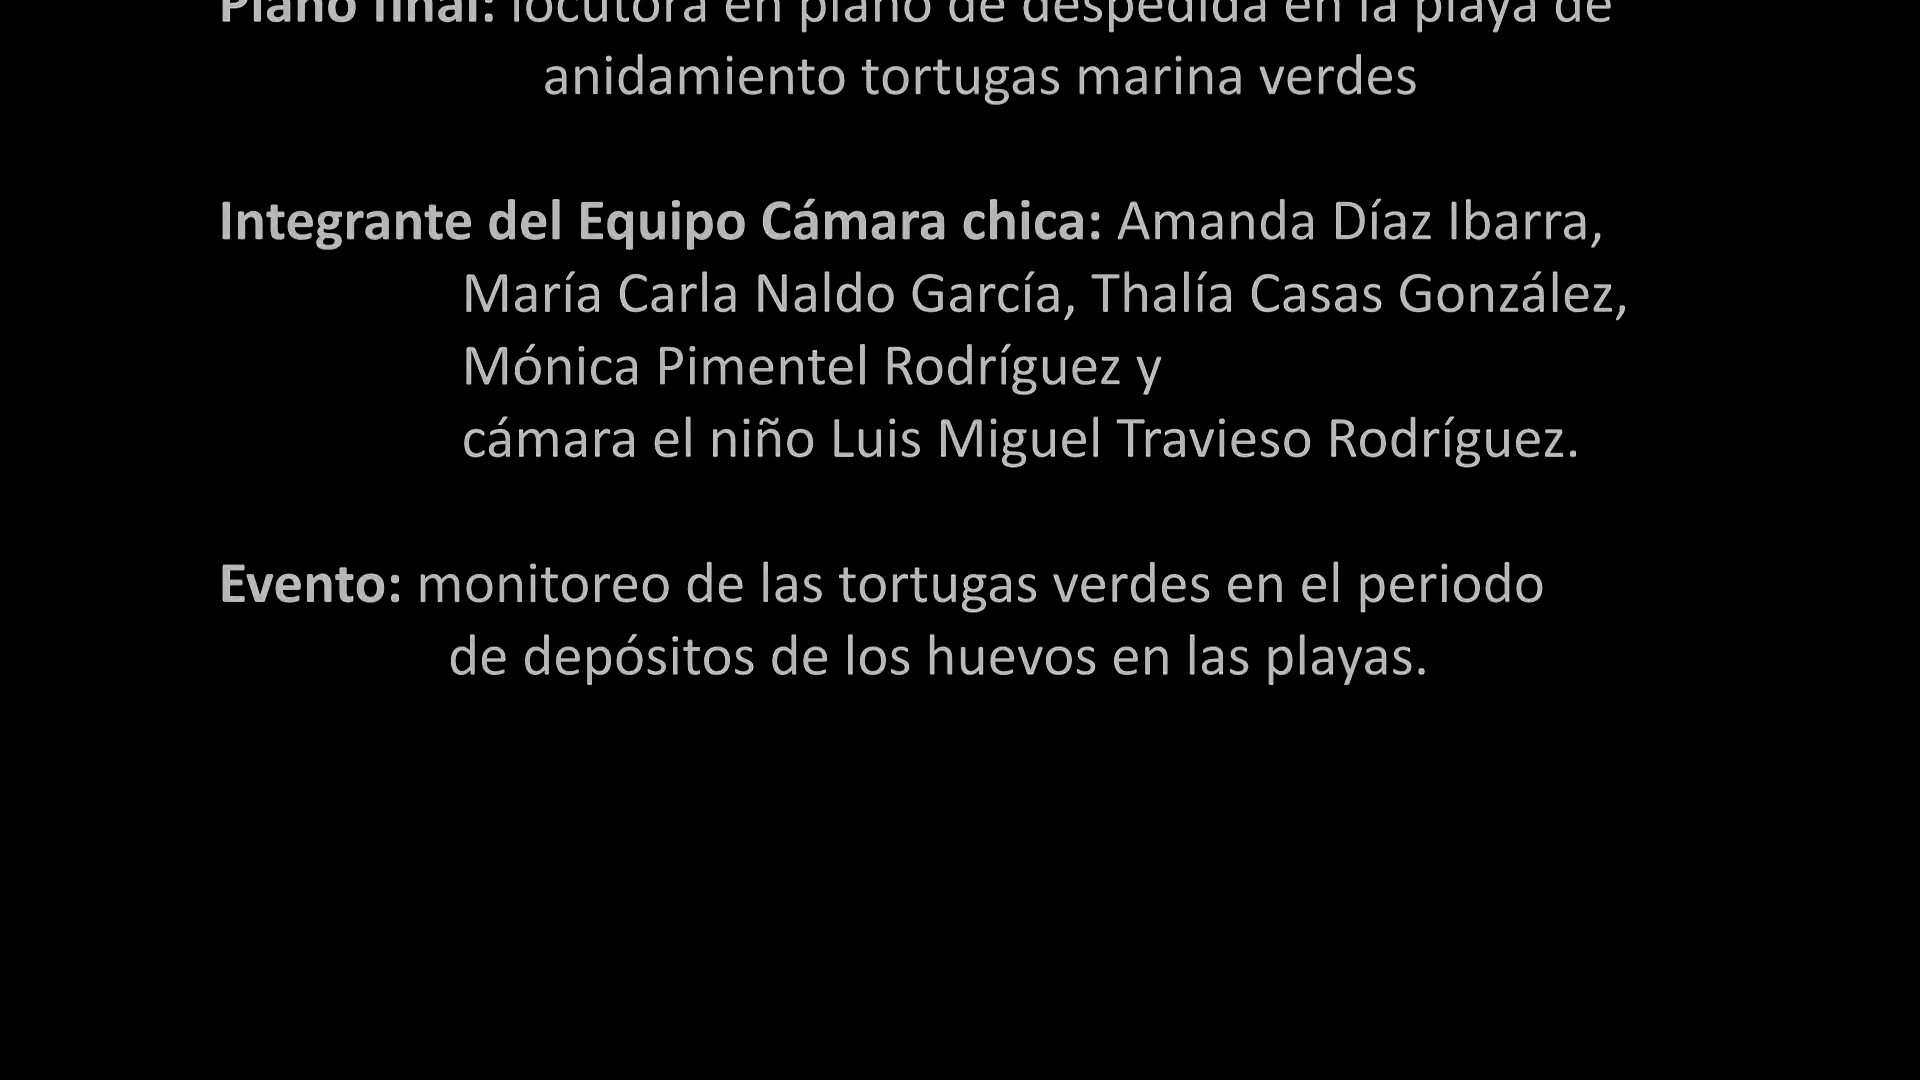 Plano final: locutora en plano de despedida en la playa de
anidamiento tortugas marina verdes
Integrante del Equipo Cámara chica: Amanda Díaz Ibarra,
María Carla Naldo García, Thalía Casas González,
Mónica Pimentel Rodríguez y
cámara el niño Luis Miguel Travieso Rodríguez.
Evento: monitoreo de las tortugas verdes en el periodo
de depósitos de los huevos en las playas.